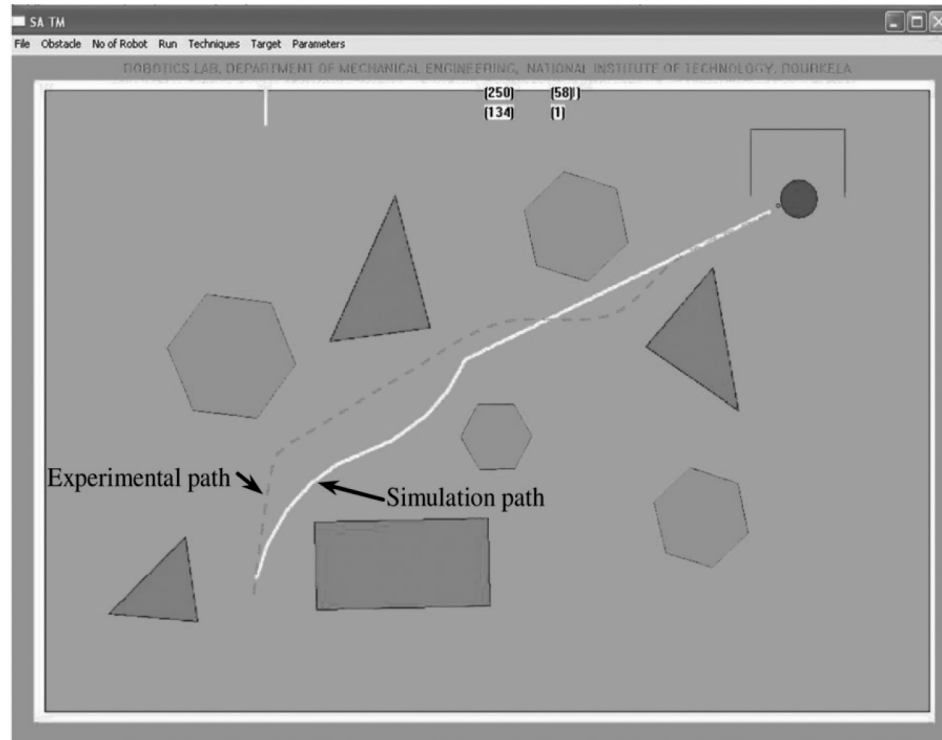 SA TM
File Obstacle No of Robot Run Techniques Target Parameters
ROBOTICS LAB, DEPARTMENT OF MECHANICAL ENGINEERING, NATIONAL INSTITUTE OF TECHNOLOGY, ROURKELA
(250) (58)
(134) (1)
Experimental path
Simulation path